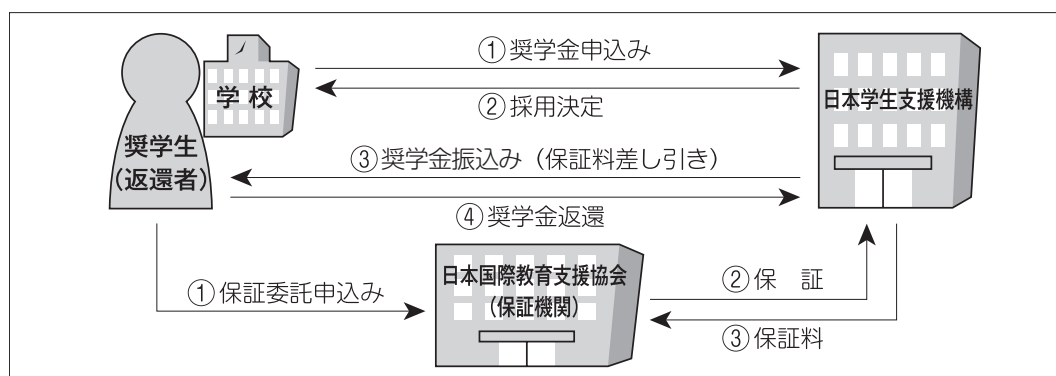 ①奨学金申込み
学校
日本学生支援機構
②採用決定
奨学生
(返還者)
③奨学金振込み(保証料差し引き)
④奨学金返還
日本国際教育支援協会
(保証機関)
①保証委託申込み
②保 証
③保証料